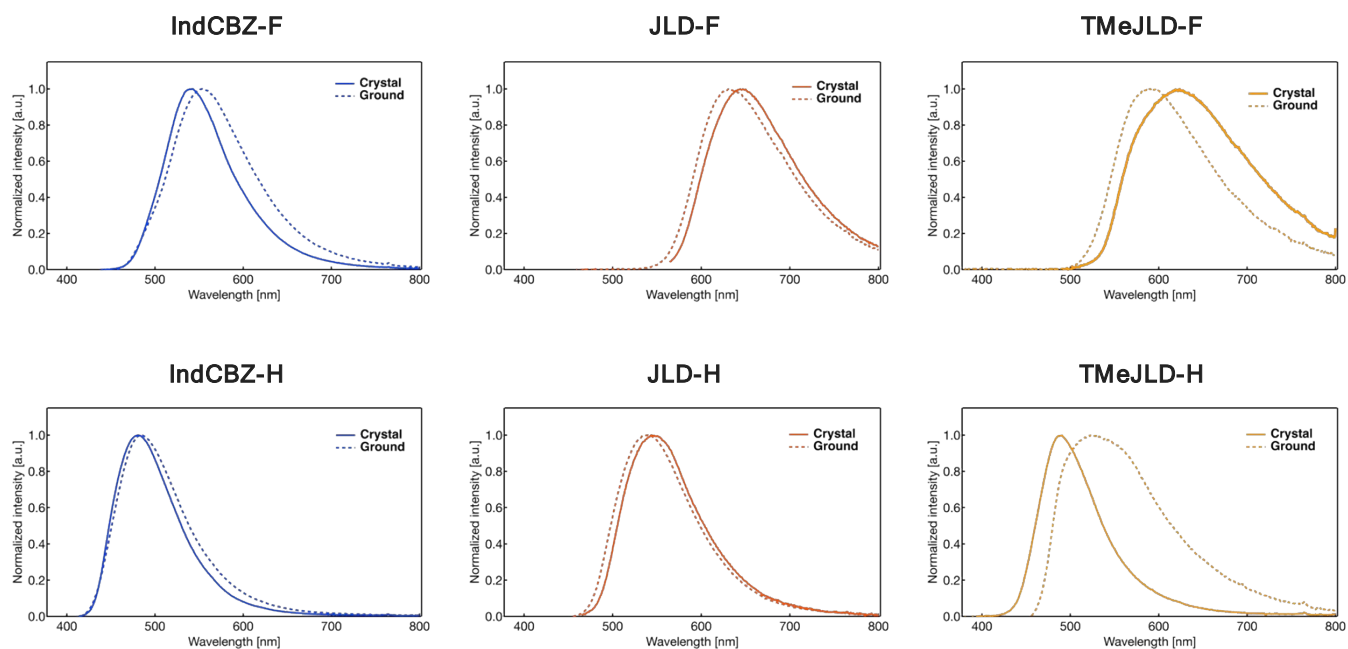 IndCBZ-F
JLD-F
TMeJLD-F
Normalized intensity [a.u.]
1.0
0.8
0.6
0.4
0.2
0.0
Crystal
Ground
400 500 600 700 800
Wavelength [nm]
Normalized intensity [a.u.]
1.0
0.8
0.6
0.4
0.2
0.0
Crystal
Ground
400 500 600 700 800
Wavelength [nm]
Normalized intensity [a.u.]
1.0
0.8
0.6
0.4
0.2
0.0
Crystal
Ground
400 500 600 700 800
Wavelength [nm]
IndCBZ-H
JLD-H
TMeJLD-H
Normalized intensity [a.u.]
1.0
0.8
0.6
0.4
0.2
0.0
Crystal
Ground
400 500 600 700 800
Wavelength [nm]
Normalized intensity [a.u.]
1.0
0.8
0.6
0.4
0.2
0.0
Crystal
Ground
400 500 600 700 800
Wavelength [nm]
Normalized intensity [a.u.]
1.0
0.8
0.6
0.4
0.2
0.0
Crystal
Ground
400 500 600 700 800
Wavelength [nm]